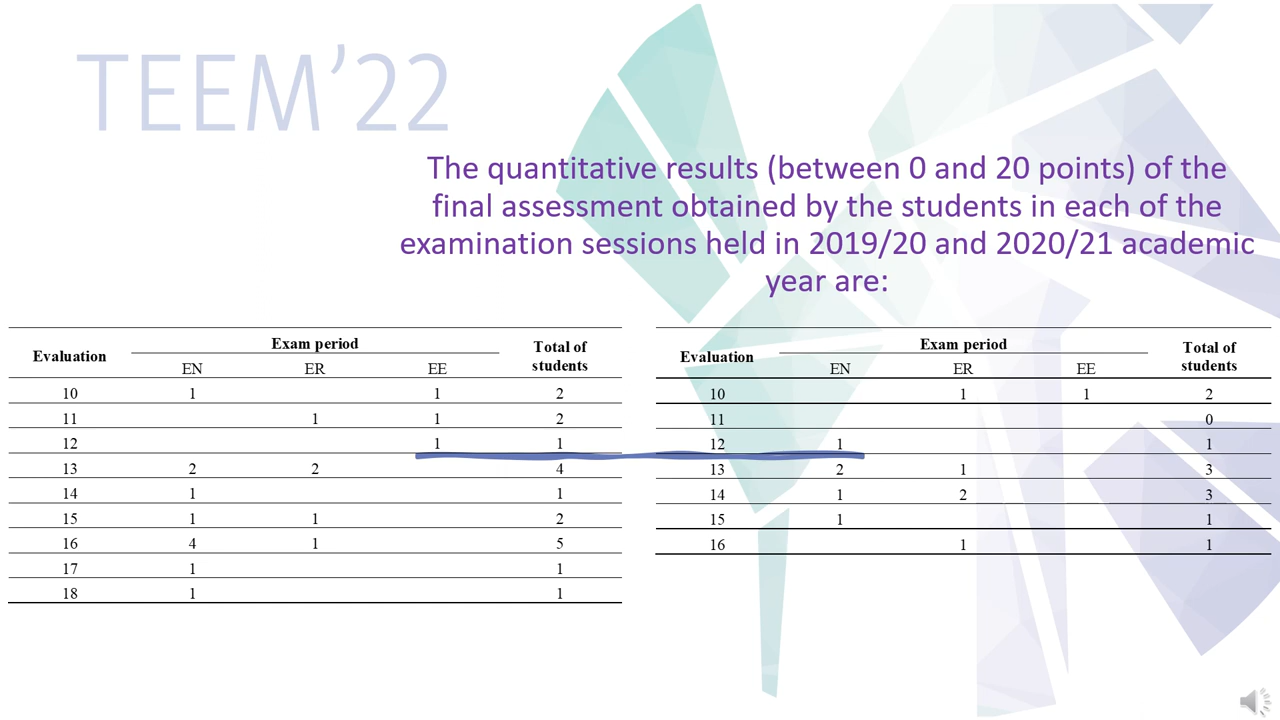 TEEM’22
The quantitative results (between 0 and 20 points) of the
final assessment obtained by the students in each of the
examination sessions held in 2019/20 and 2020/21 academic
year are:
Evaluation Exam period Total of students
EN ER EE
10 1 1 2
11 1 1 2
12 1 1
13 2 2 4
14 1 1
15 1 1 2
16 4 1 5
17 1 1
18 1 1
Evaluation Exam period Total of students
EN ER EE
10 1 1 2
11 0
12 1 1
13 2 1 3
14 1 2 3
15 1 1
16 1 1